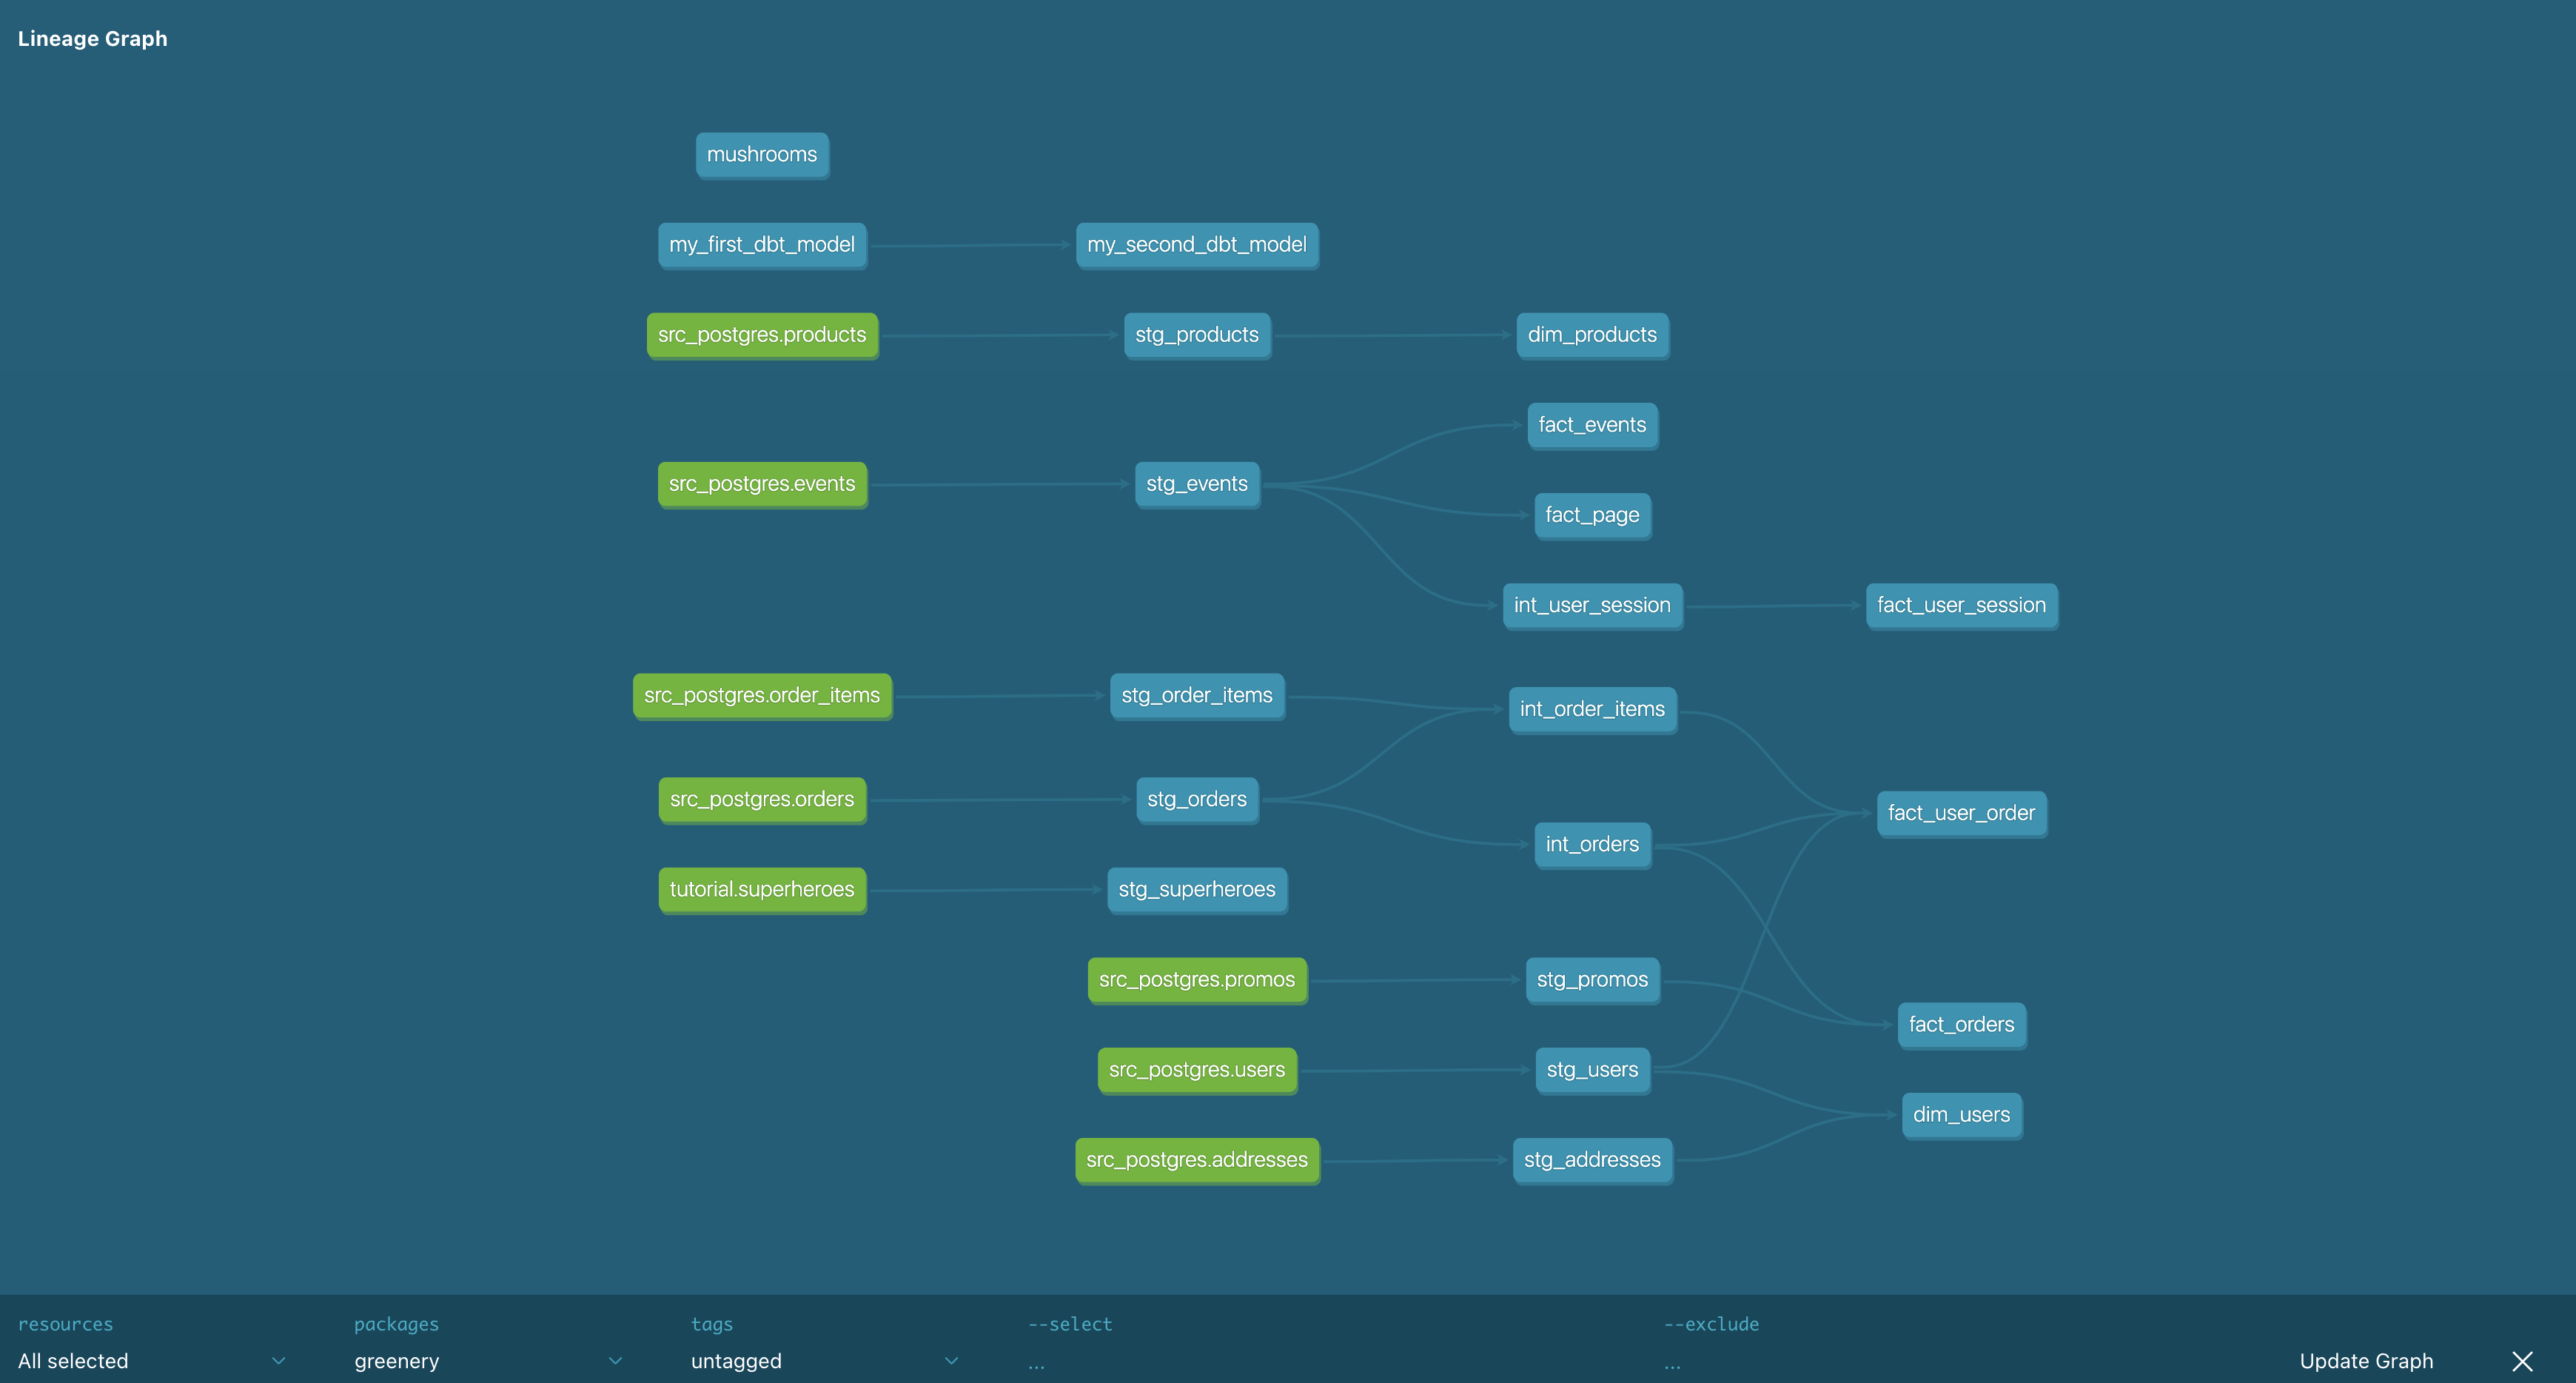 Lineage Graph
mushrooms
my_first_dbt_model
my_second_dbt_model
src_postgres.products
stg_products
dim_products
fact_events
src_postgres.events
stg_events
fact_page
int_user_session
fact_user_session
src_postgres.order_items
stg_order_items
int_order_items
src_postgres.orders
stg_orders
fact_user_order
int_orders
tutorial.superheroes
stg_superheroes
src_postgres.promos
stg_promos
fact_orders
src_postgres.users
stg_users
dim_users
src_postgres.addresses
stg_addresses
resources
packages
tags
--select
--exclude
All selected
greenery
untagged
...
...
Update Graph